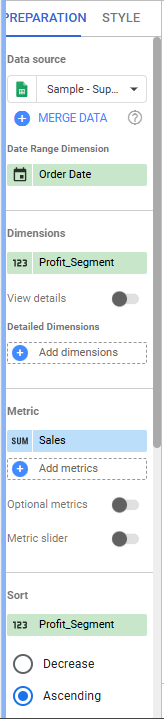 PREPARATION STYLE
Data source
Sample - Sup...
MERGE DATA
Date Range Dimension
Order Date
Dimensions
123 Profit_Segment
View details
Detailed Dimensions
Add dimensions
Metric
SUM Sales
Add metrics
Optional metrics
Metric slider
Sort
123 Profit_Segment
Decrease
Ascending